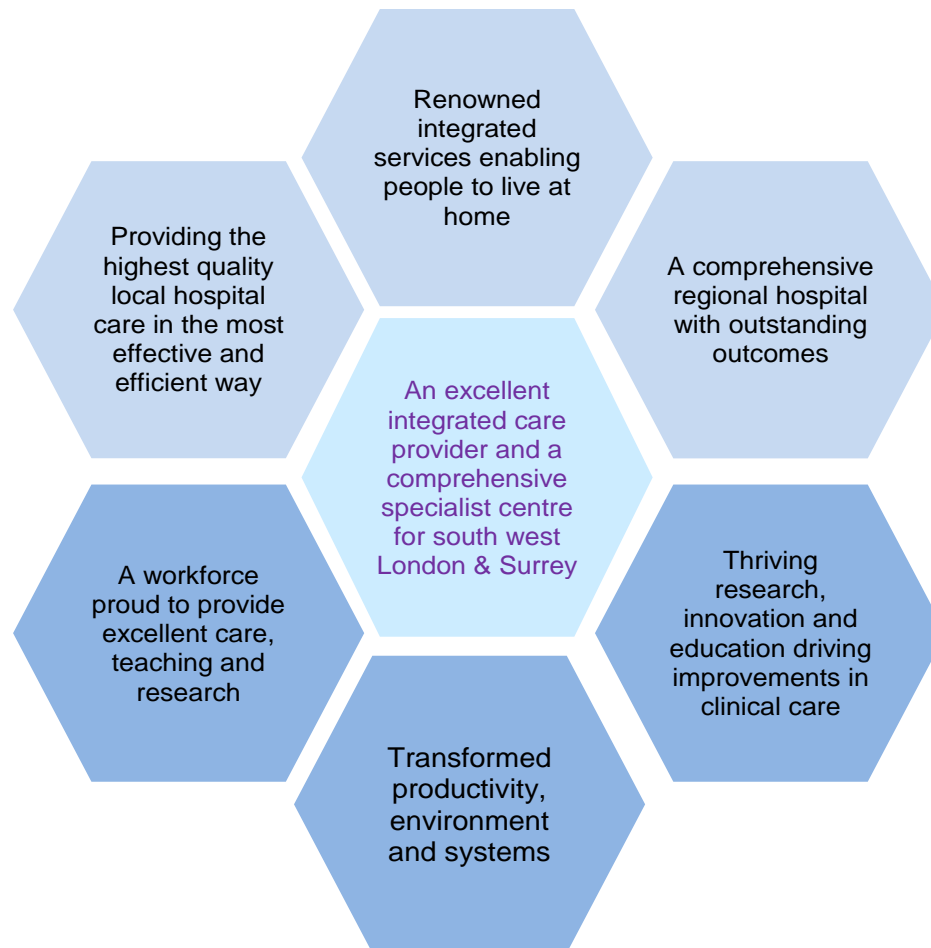 Renowned
integrated
services enabling
people to live at
home
Providing the
highest quality
local hospital
care in the most
effective and
efficient way
A comprehensive
regional hospital
with outstanding
outcomes
An excellent
integrated care
provider and a
comprehensive
specialist centre
for south west
London & Surrey
A workforce
proud to provide
excellent care,
teaching and
research
Thriving
research,
innovation and
education driving
improvements in
clinical care
Transformed
productivity,
environment
and systems